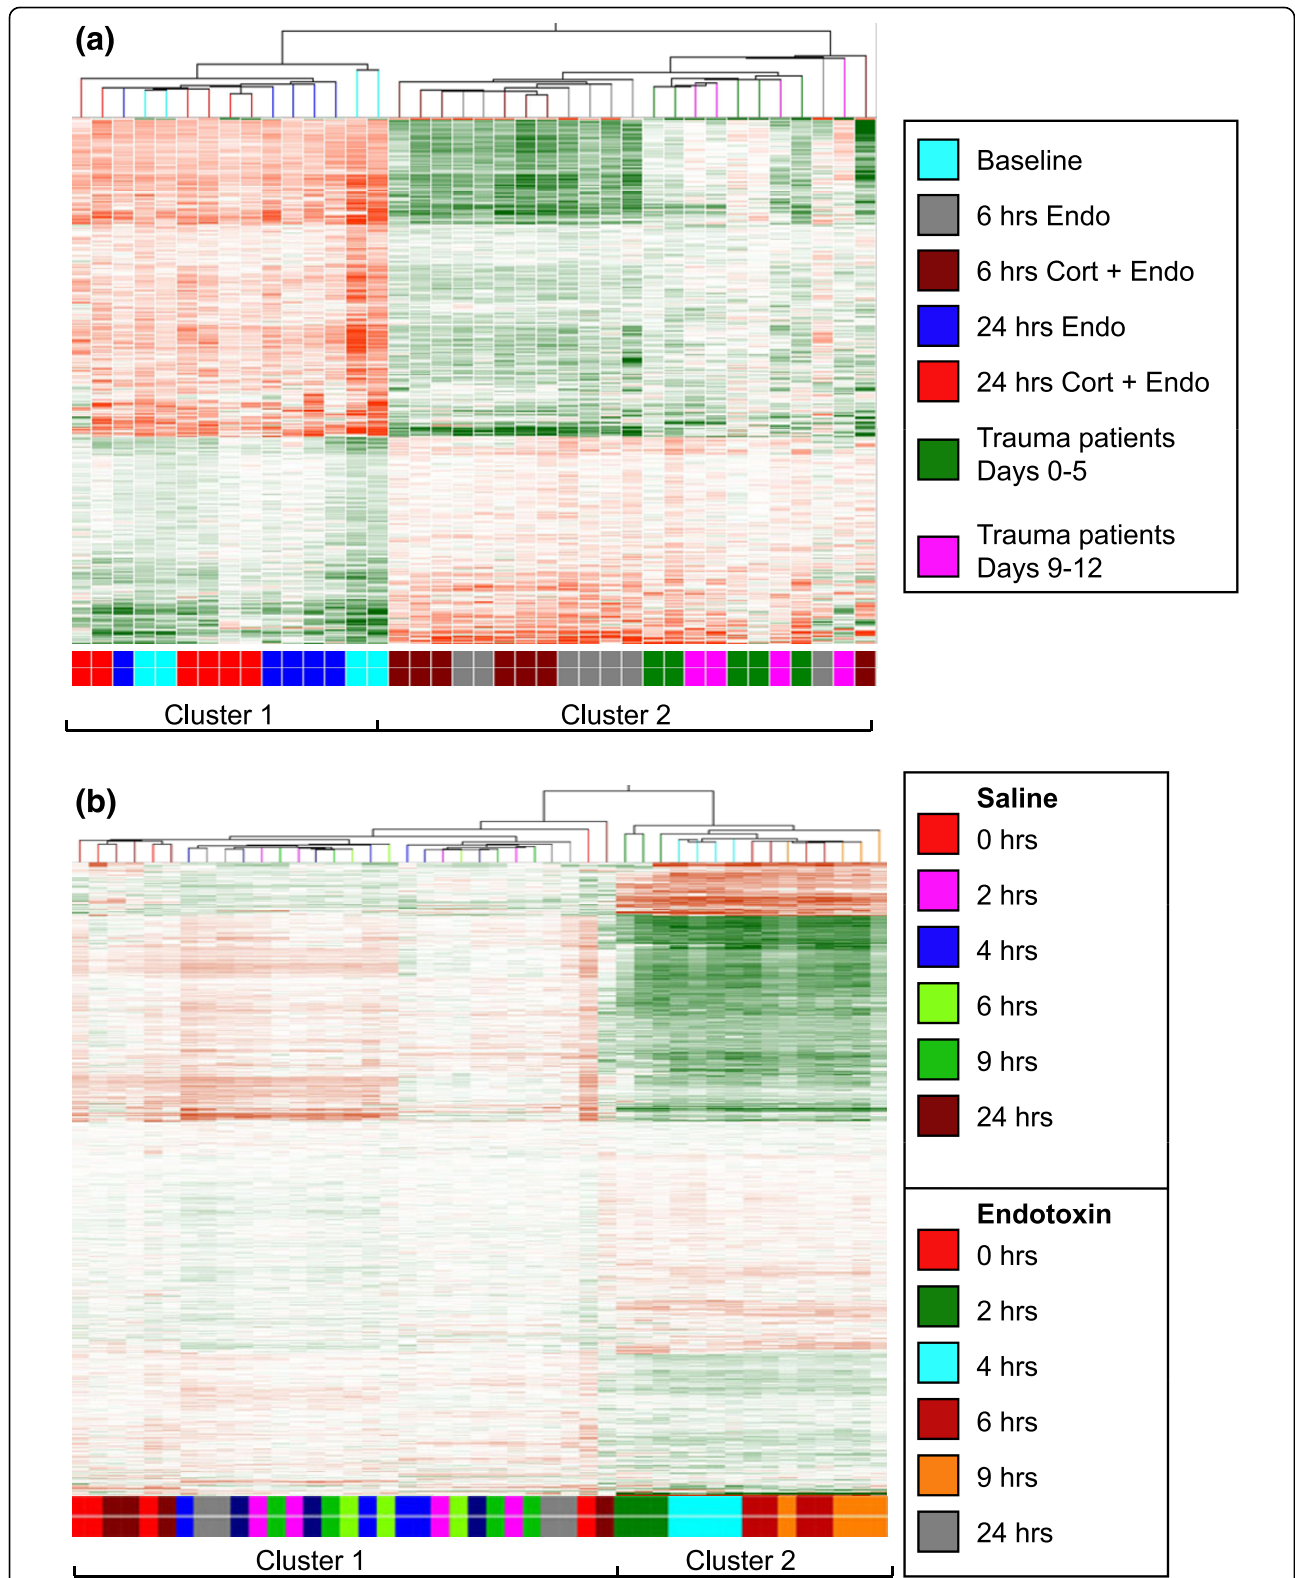 (a)
Baseline
6 hrs Endo
6 hrs Cort + Endo
24 hrs Endo
24 hrs Cort + Endo
Trauma patients
Days 0-5
Trauma patients
Days 9-12
Cluster 1
Cluster 2
(b)
Saline
0 hrs
2 hrs
4 hrs
6 hrs
9 hrs
24 hrs
Endotoxin
0 hrs
2 hrs
4 hrs
6 hrs
9 hrs
24 hrs
Cluster 1
Cluster 2